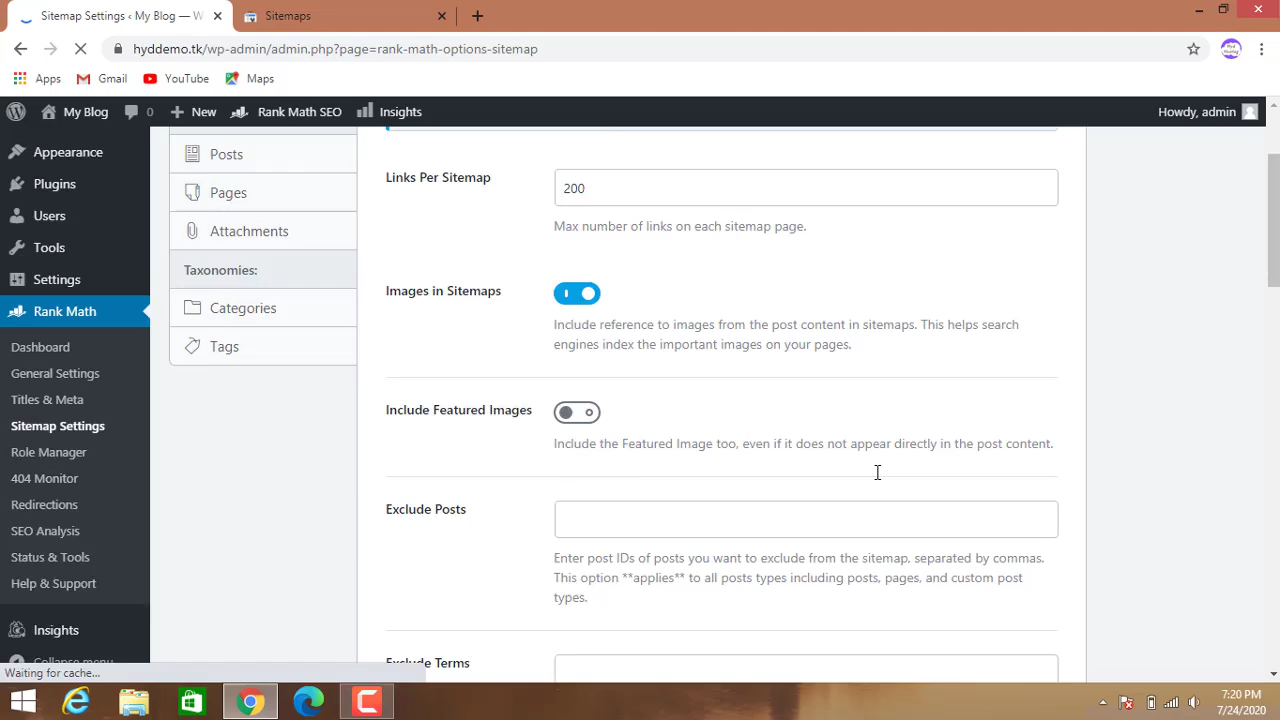 Sitemap Settings ‹ My Blog — W
Sitemaps
hyddemo.tk/wp-admin/admin.php?page=rank-math-options-sitemap
Apps
Gmail
YouTube
Maps
My Blog
0
New
Rank Math SEO
Insights
Howdy, admin
Appearance
Plugins
Users
Tools
Settings
Rank Math
Dashboard
General Settings
Titles & Meta
Sitemap Settings
Role Manager
404 Monitor
Redirections
SEO Analysis
Status & Tools
Help & Support
Insights
Collapse menu
Posts
Pages
Attachments
Taxonomies:
Categories
Tags
Links Per Sitemap
200
Max number of links on each sitemap page.
Images in Sitemaps
Include reference to images from the post content in sitemaps. This helps search
engines index the important images on your pages.
Include Featured Images
Include the Featured Image too, even if it does not appear directly in the post content.
Exclude Posts
Enter post IDs of posts you want to exclude from the sitemap, separated by commas.
This option **applies** to all posts types including posts, pages, and custom post
types.
Exclude Terms
Waiting for cache...
7:20 PM
7/24/2020